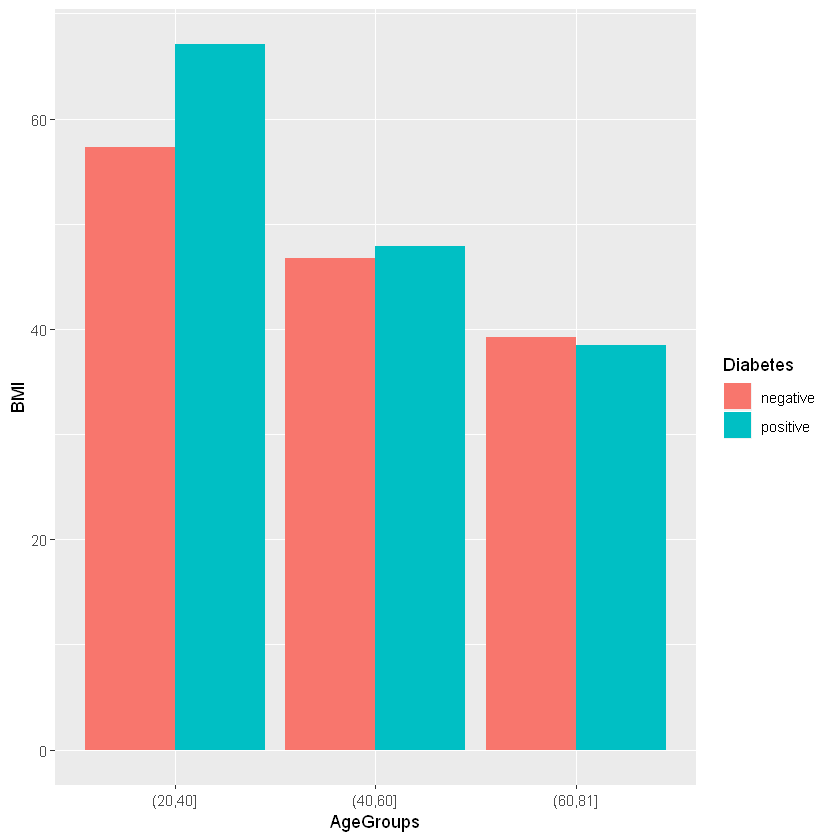 BMI
60
40
20
0
(20,40]
(40,60]
(60,81]
AgeGroups
Diabetes
negative
positive